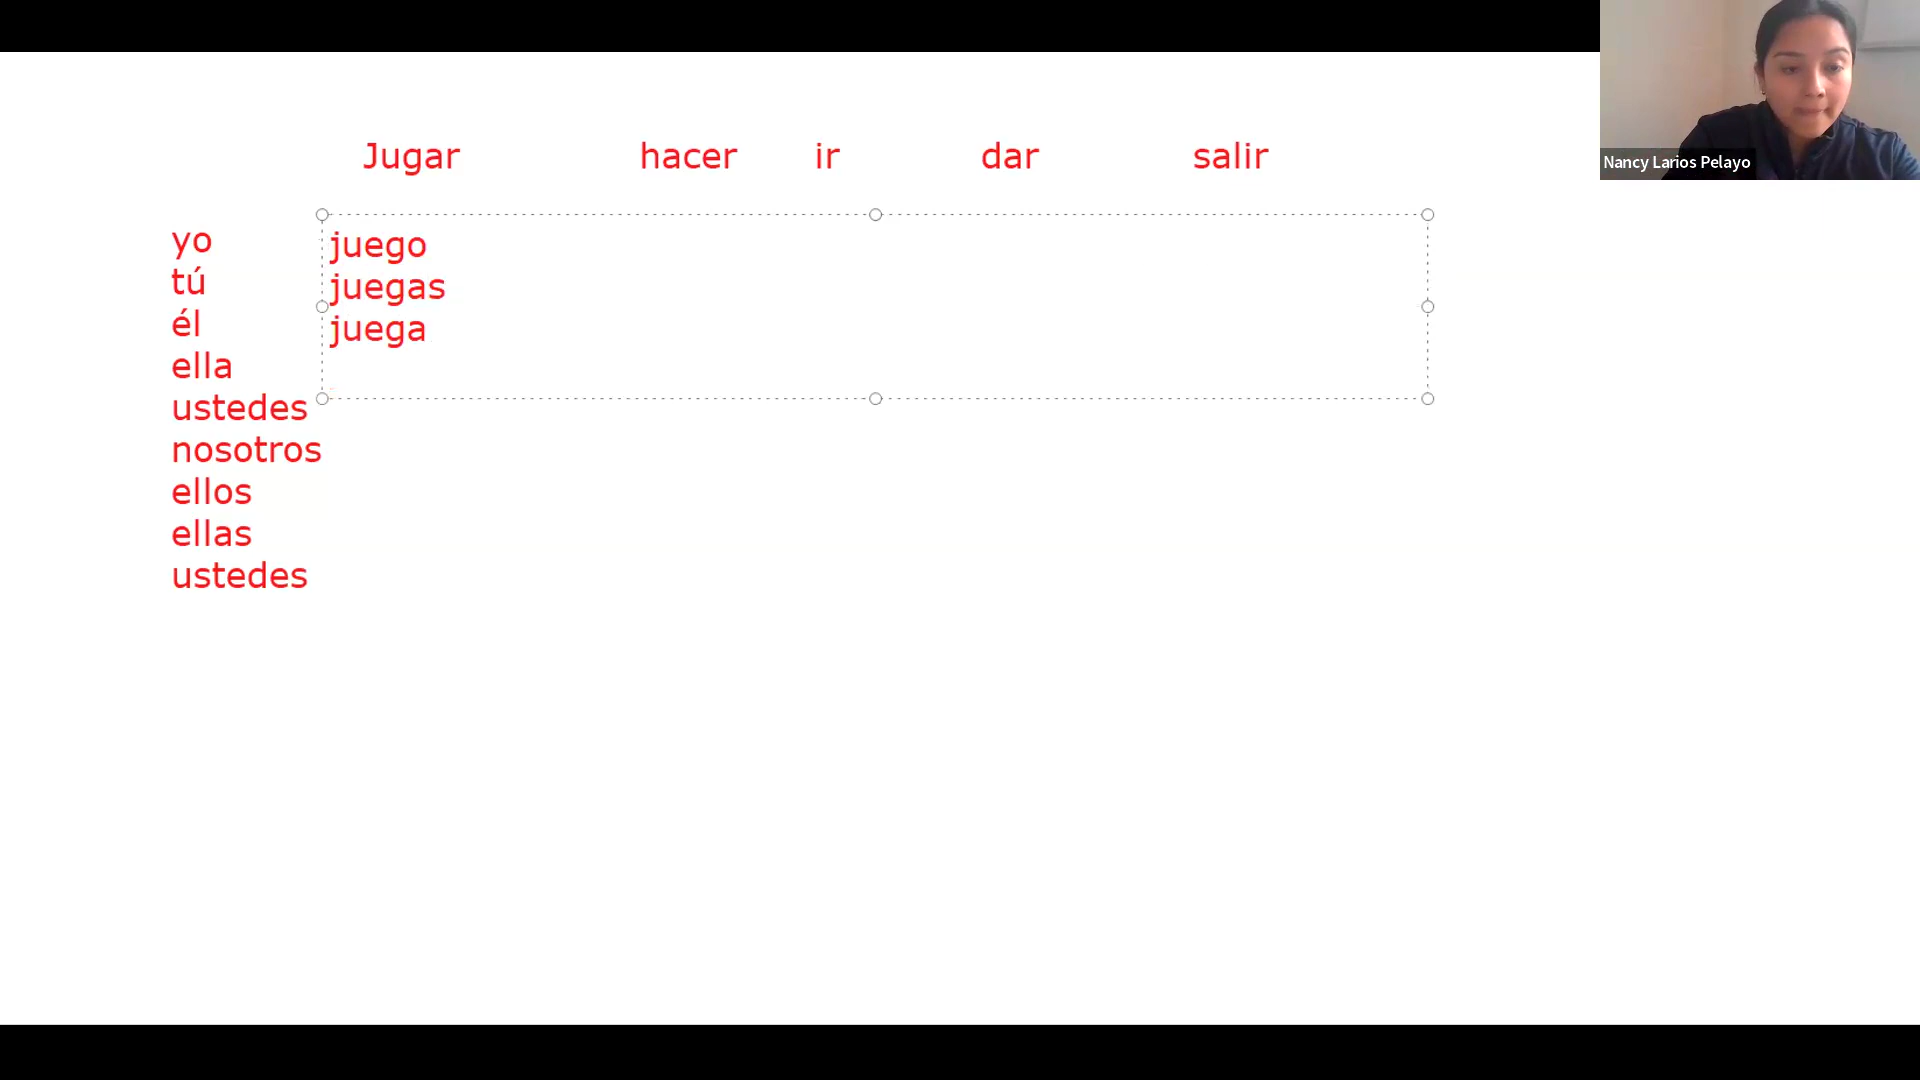 Nancy Larios Pelayo
Jugar hacer ir dar salir
yo juego
tú juegas
él juega
ella
ustedes
nosotros
ellos
ellas
ustedes